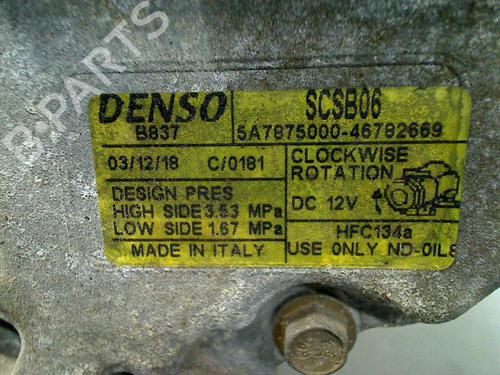 B-PARTS
DENSO
SCSB06
B837
5A7875000-46782669
03/12/18 C/0181
CLOCKWISE
ROTATION
DESIGN PRES
HIGH SIDE 3.53 MPa
DC 12V
LOW SIDE 1.67 MPa
HFC134a
MADE IN ITALY
USE ONLY ND-OIL8